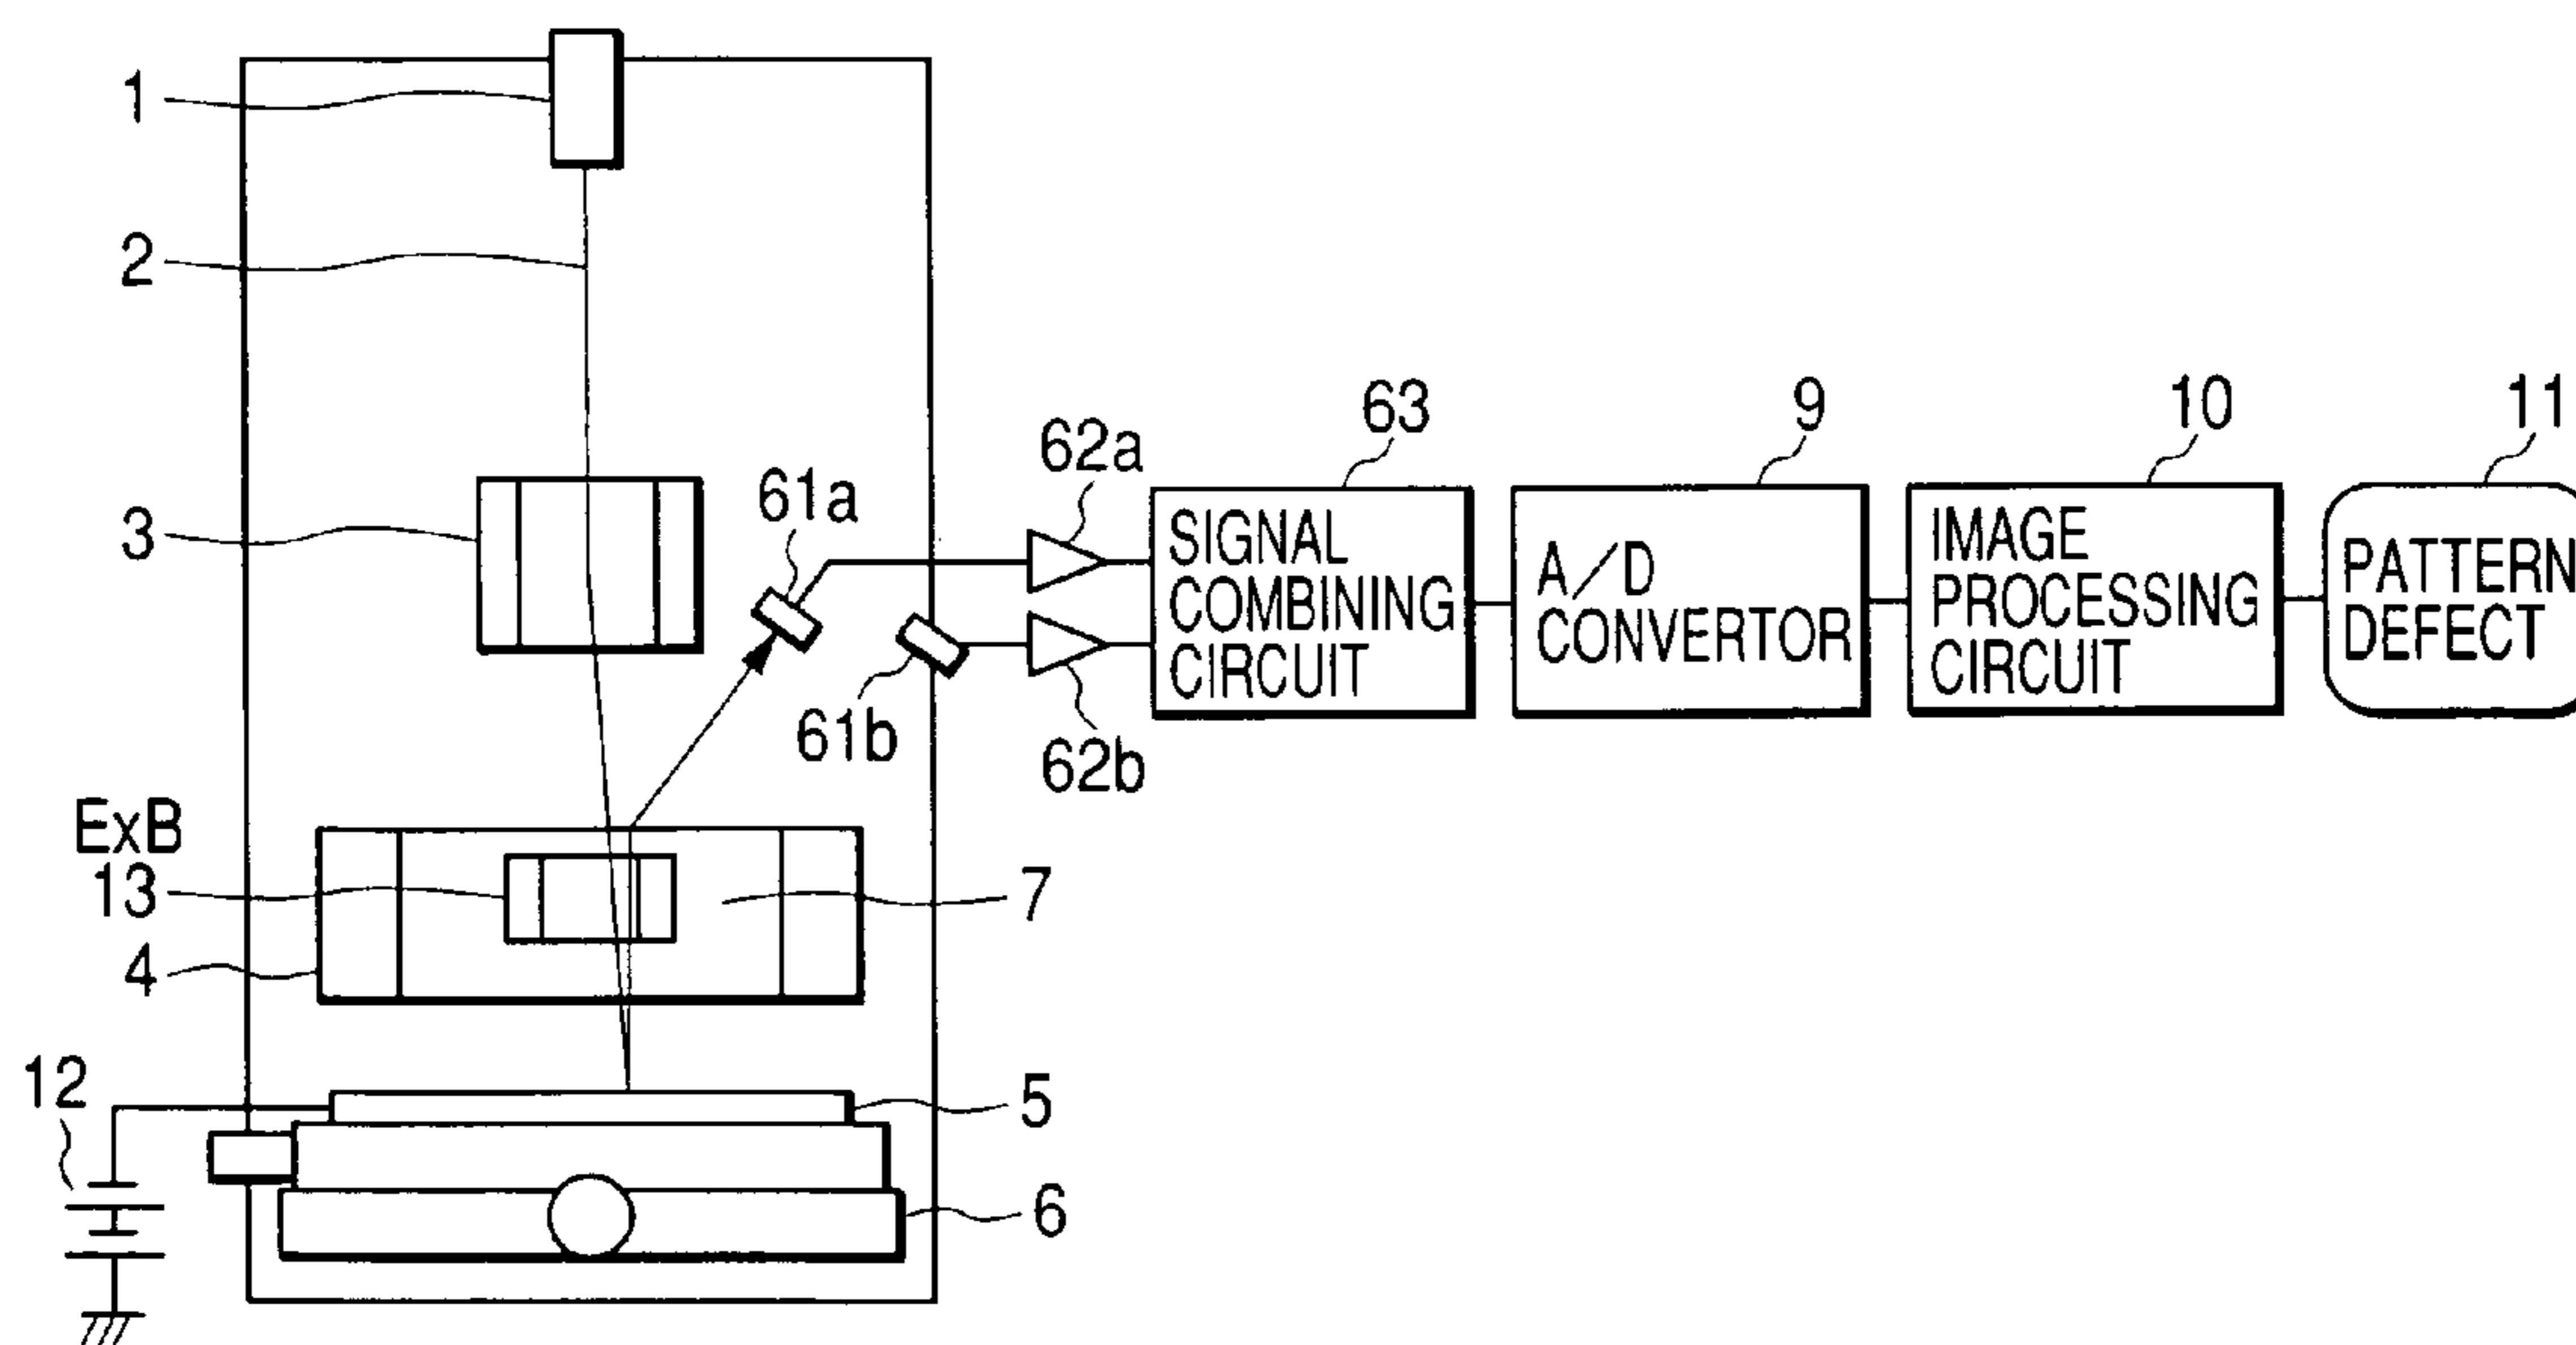 1
2
3
61a
61b
62a
62b
63
SIGNAL
COMBINING
CIRCUIT
9
A/D
CONVERTOR
10
IMAGE
PROCESSING
CIRCUIT
11
PATTERN
DEFECT
ExB
13
7
4
12
5
6